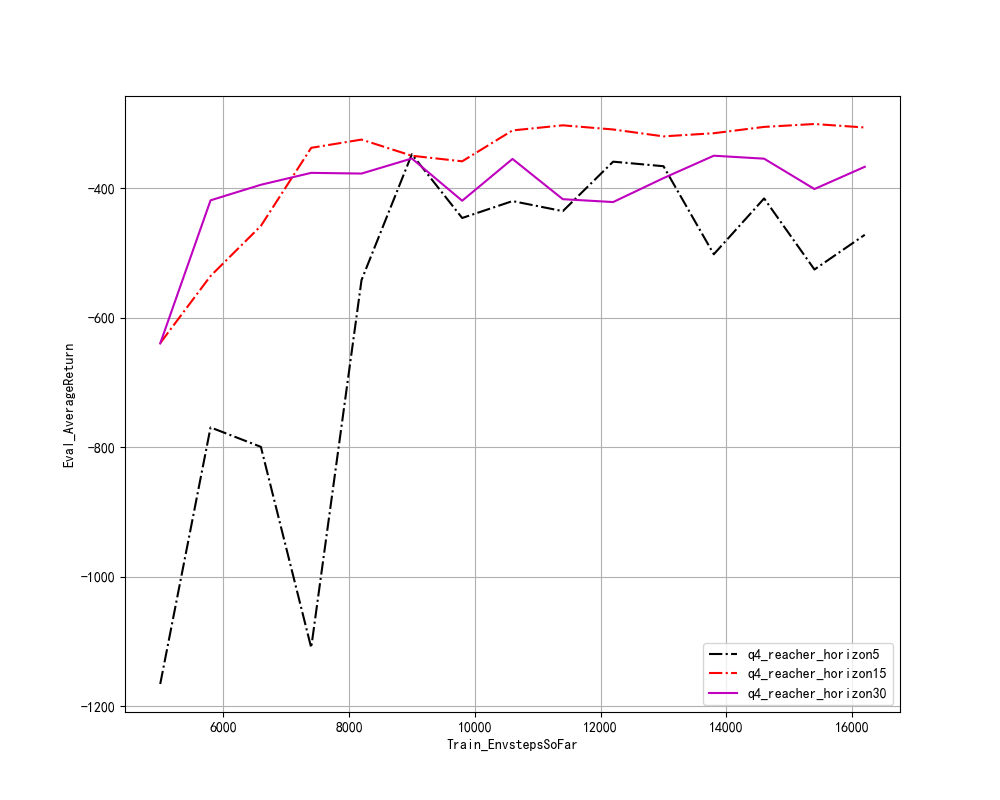 -400
-600
-800
-1000
-1200
Eval_AverageReturn
6000 8000 10000 12000 14000 16000
Train_EnvstepsSoFar
q4_reacher_horizon5
q4_reacher_horizon15
q4_reacher_horizon30